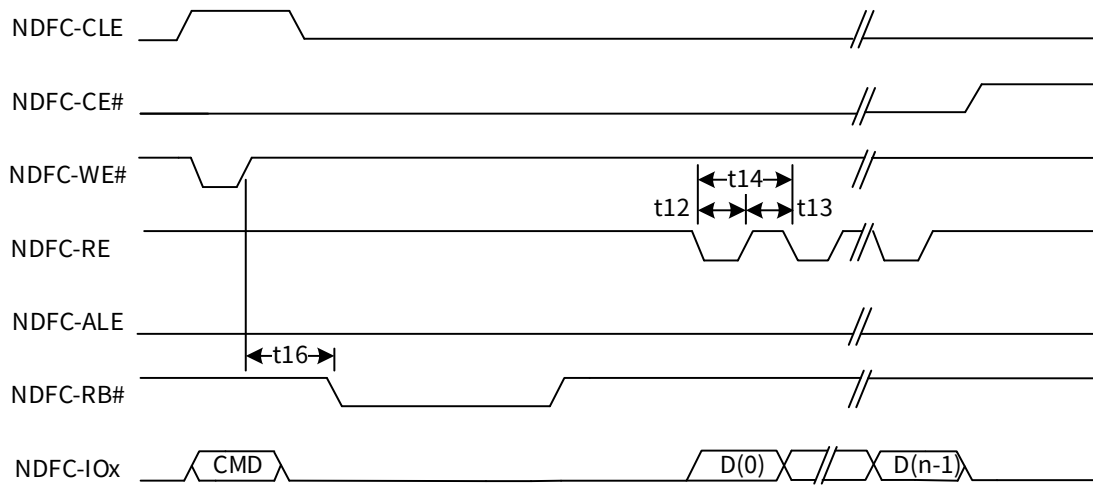 NDFC-CLE
NDFC-CE#
NDFC-WE#
t14
t12
t13
NDFC-RE
NDFC-ALE
t16
NDFC-RB#
NDFC-IOx
CMD
D(0)
D(n-1)